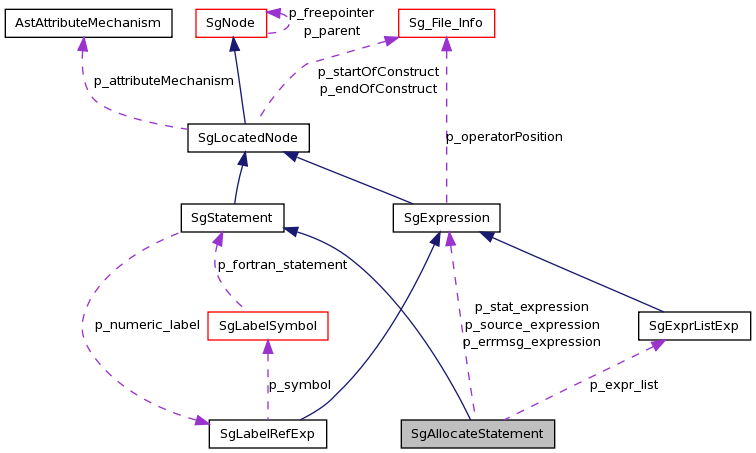 AstAttributeMechanism
SgNode
p_freepointer
p_parent
Sg_File_Info
p_attributeMechanism
p_startOfConstruct
p_endOfConstruct
p_operatorPosition
SgLocatedNode
SgStatement
SgExpression
p_fortran_statement
p_numeric_label
SgLabelSymbol
p_stat_expression
p_source_expression
p_errmsg_expression
SgExprListExp
p_symbol
p_expr_list
SgLabelRefExp
SgAllocateStatement